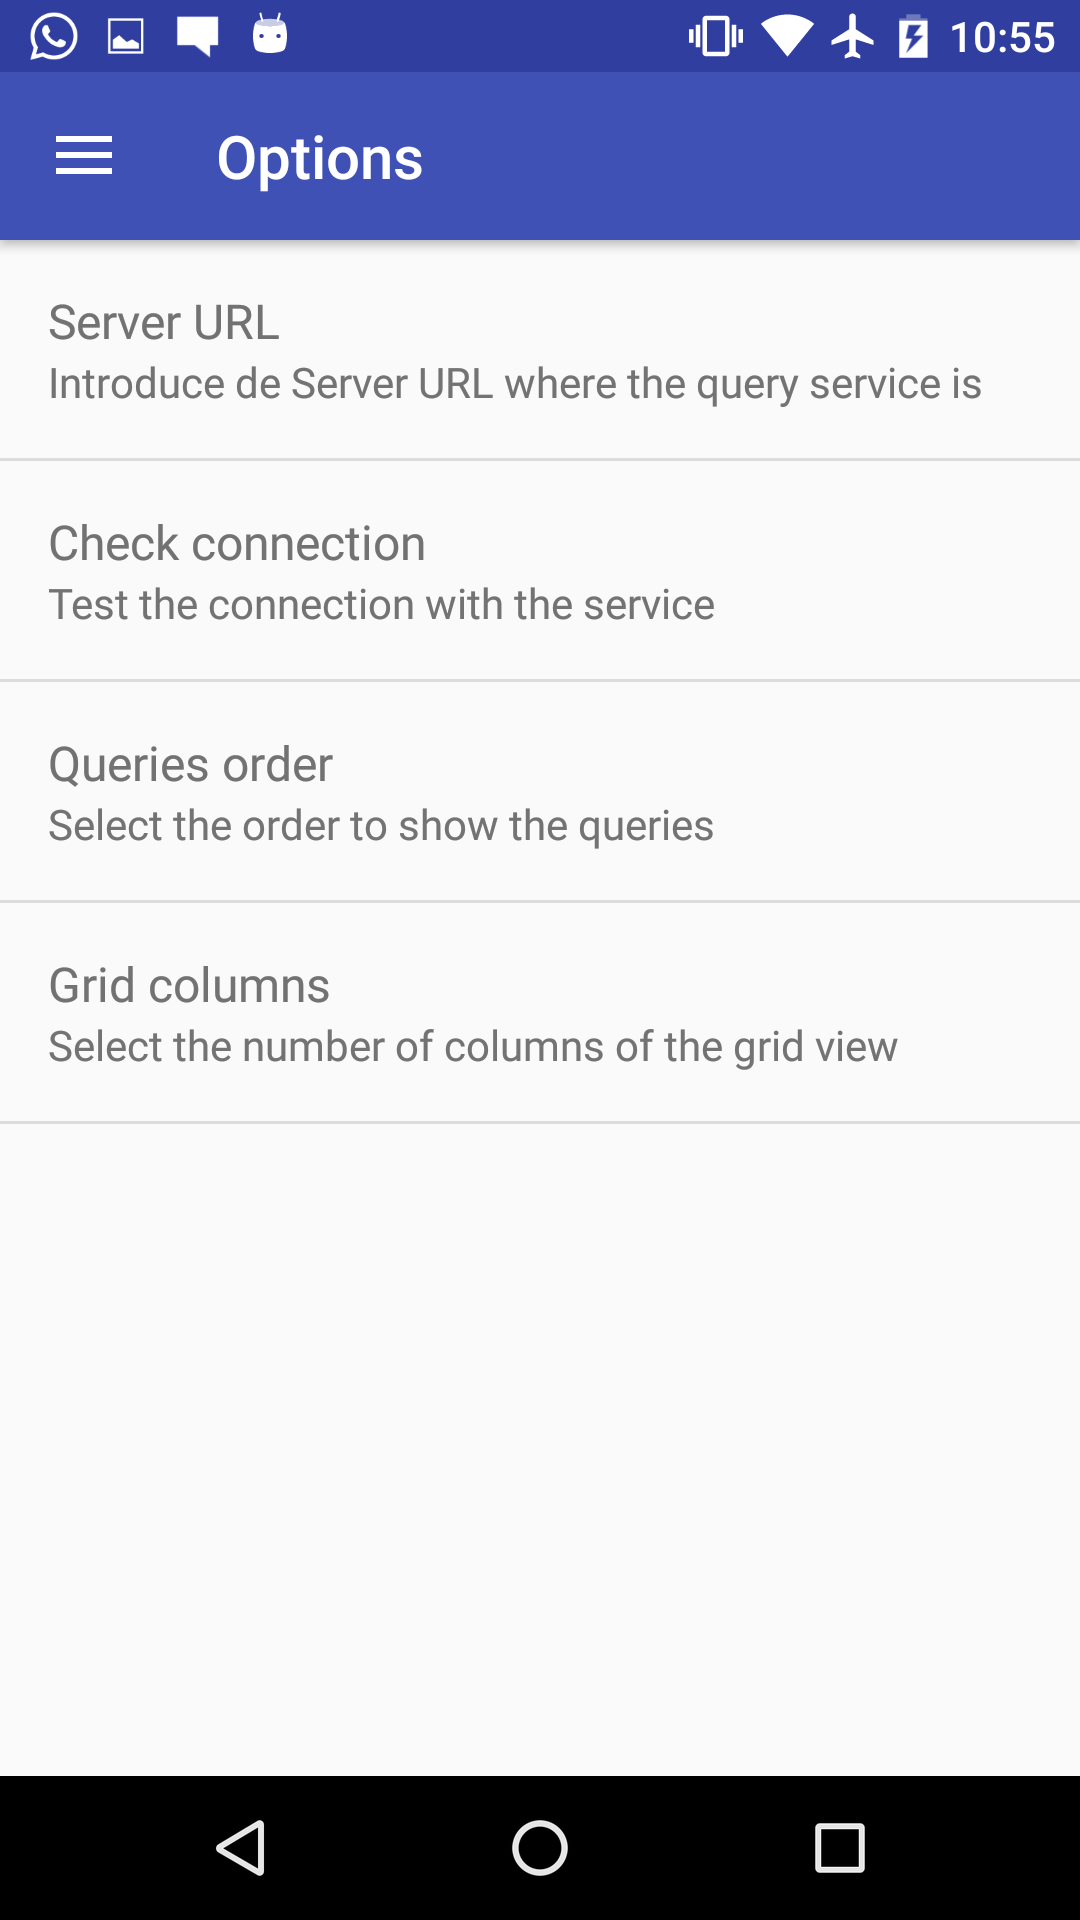 10:55
Options
Server URL
Introduce de Server URL where the query service is
Check connection
Test the connection with the service
Queries order
Select the order to show the queries
Grid columns
Select the number of columns of the grid view